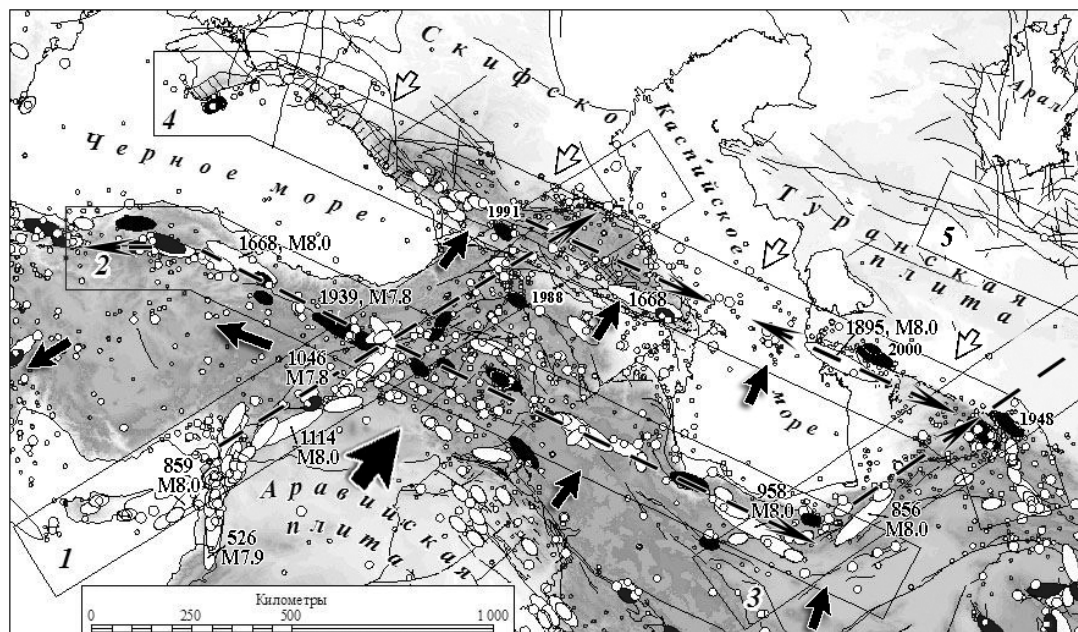 Скифско
Каспийское
море
Арал
4
Черное море
Туранская
плита
5
1991
2
1668, M8.0
1988
1668
1939, M7.8
1895, M8.0
2000
1046
M7.8
1948
1114
M8.0
859
M8.0
Аравийская
плита
958
M8.0
856
M8.0
526
M7.9
1
3
Километры
0 250 500 1 000